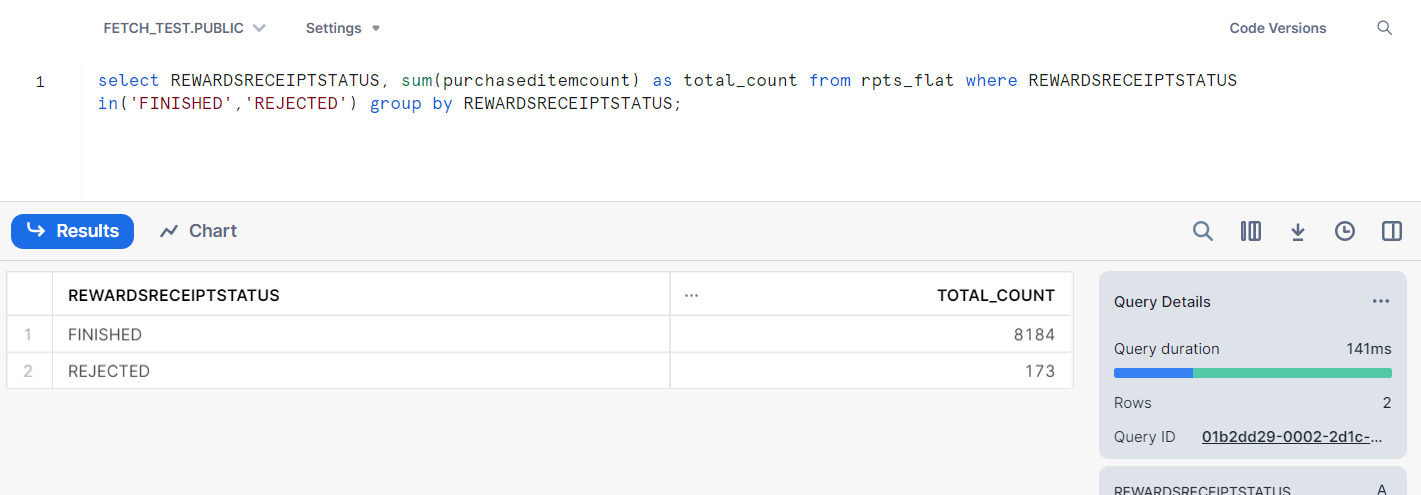 FETCH_TEST.PUBLIC Settings Code Versions
1 select REWARDSRECEIPTSTATUS, sum(purchaseditemcount) as total_count from rpts_flat where REWARDSRECEIPTSTATUS
in('FINISHED','REJECTED') group by REWARDSRECEIPTSTATUS;
Results Chart
REWARDSRECEIPTSTATUS ... TOTAL_COUNT
1 FINISHED 8184
2 REJECTED 173
Query Details ...
Query duration 141ms
Rows 2
Query ID 01b2dd29-0002-2d1c-...
REWARDSRECEIPTSTATUS A